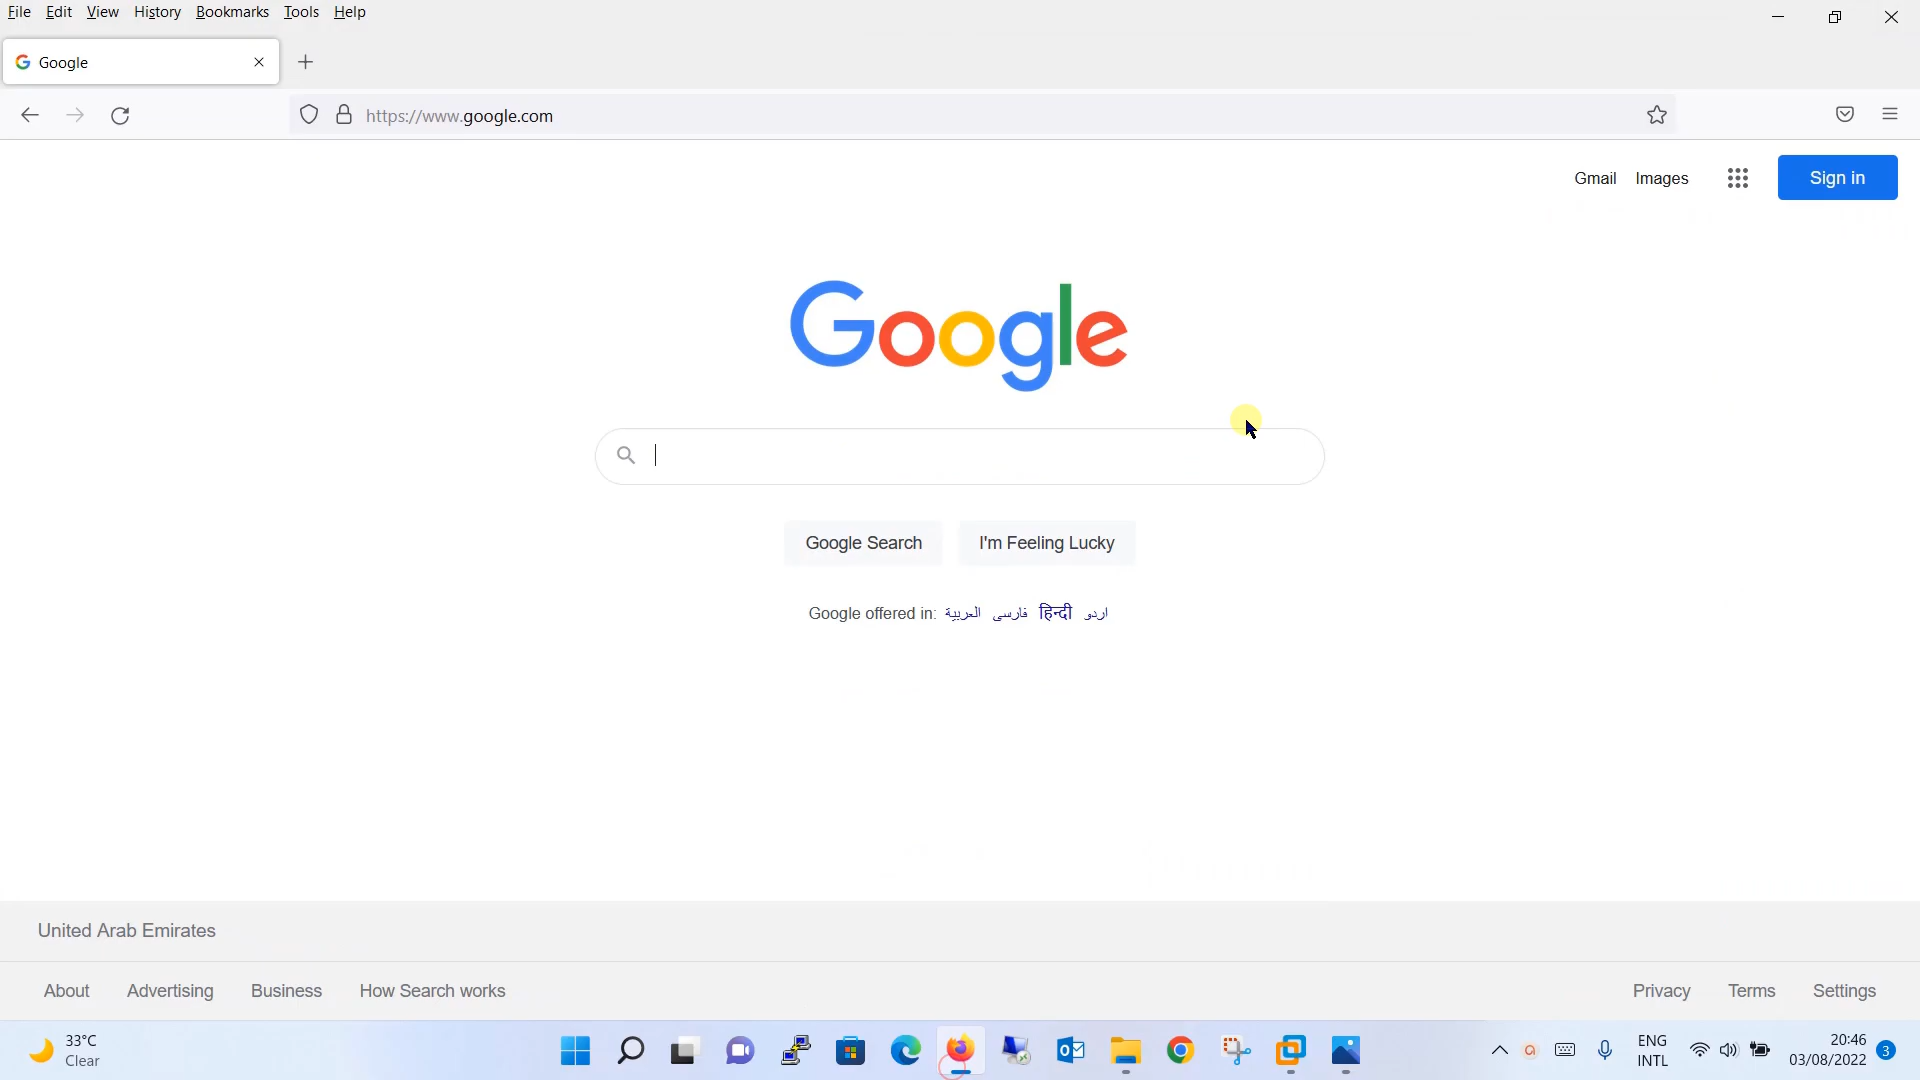 File Edit View History Bookmarks Tools Help
Google
https://www.google.com
Gmail Images Sign in
Google
Google Search I'm Feeling Lucky
Google offered in: العربية فارسی हिन्दी اردو
United Arab Emirates
About Advertising Business How Search works Privacy Terms Settings
33°C
Clear
ENG
INTL
20:46
03/08/2022
3